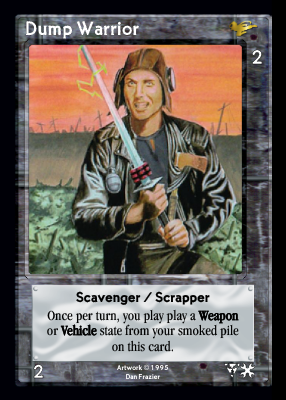 Dump Warrior
2
Scavenger / Scrapper
Once per turn, you play play a Weapon
or Vehicle state from your smoked pile
on this card.
2
Artwork © 1995
Dan Frazier